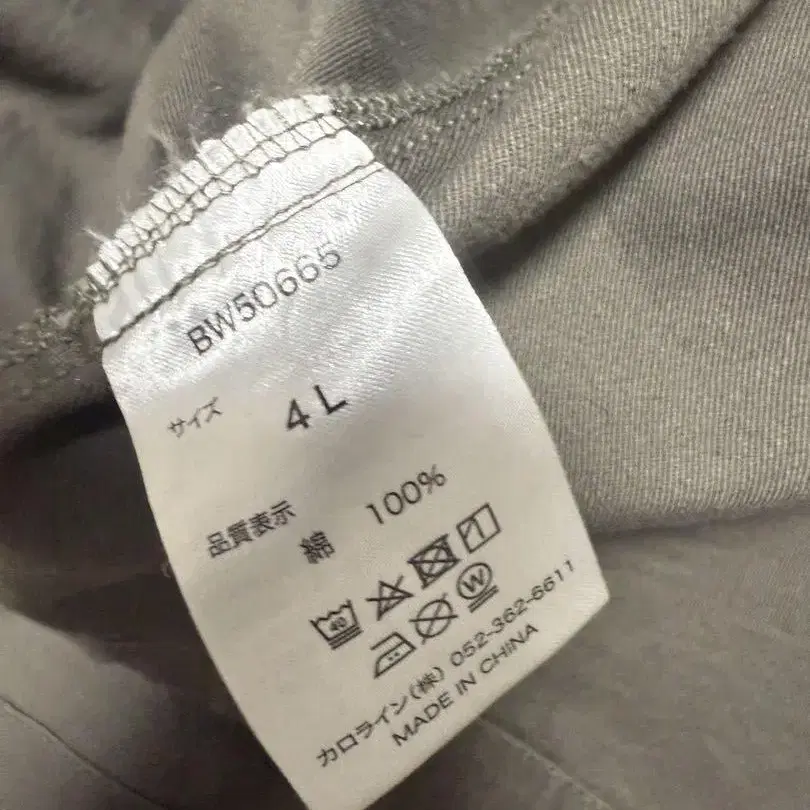 BW50665
サイズ 4L
品質表示
綿 100%
40
W
カロライン(株) 052-362-6611
MADE IN CHINA